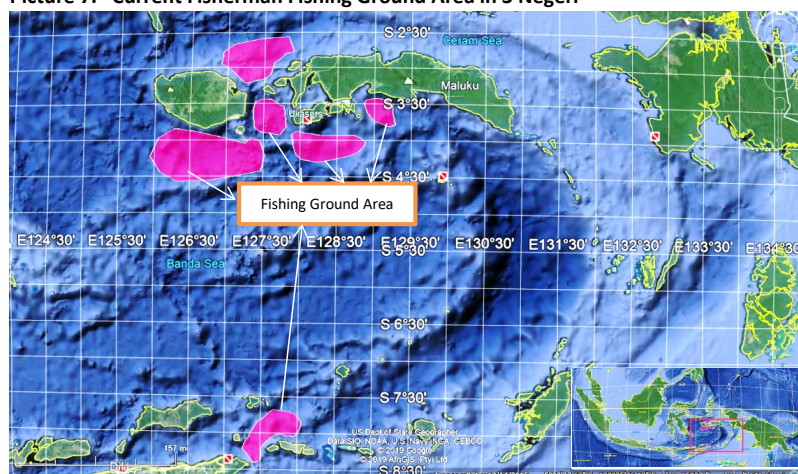 Picture 7. Current Fisherman Fishing Ground Area in 3 Negeri
S 2°30'
Ceram Sea
Maluku
S 3°30'
Uliasers
S 4°30'
Fishing Ground Area
E124°30' E125°30' E126°30' E127°30' E128°30' E129°30' E130°30' E131°30' E132°30' E133°30' E134°30
S 5°30'
Banda Sea
S 6°30'
S 7°30'
US Dept of State Geographer
Data SIO, NOAA, U.S. Navy, NGA, GEBCO
© 2019 Google
© 2019 AfriGIS (Pty) Ltd
157 mi
S 8°30'